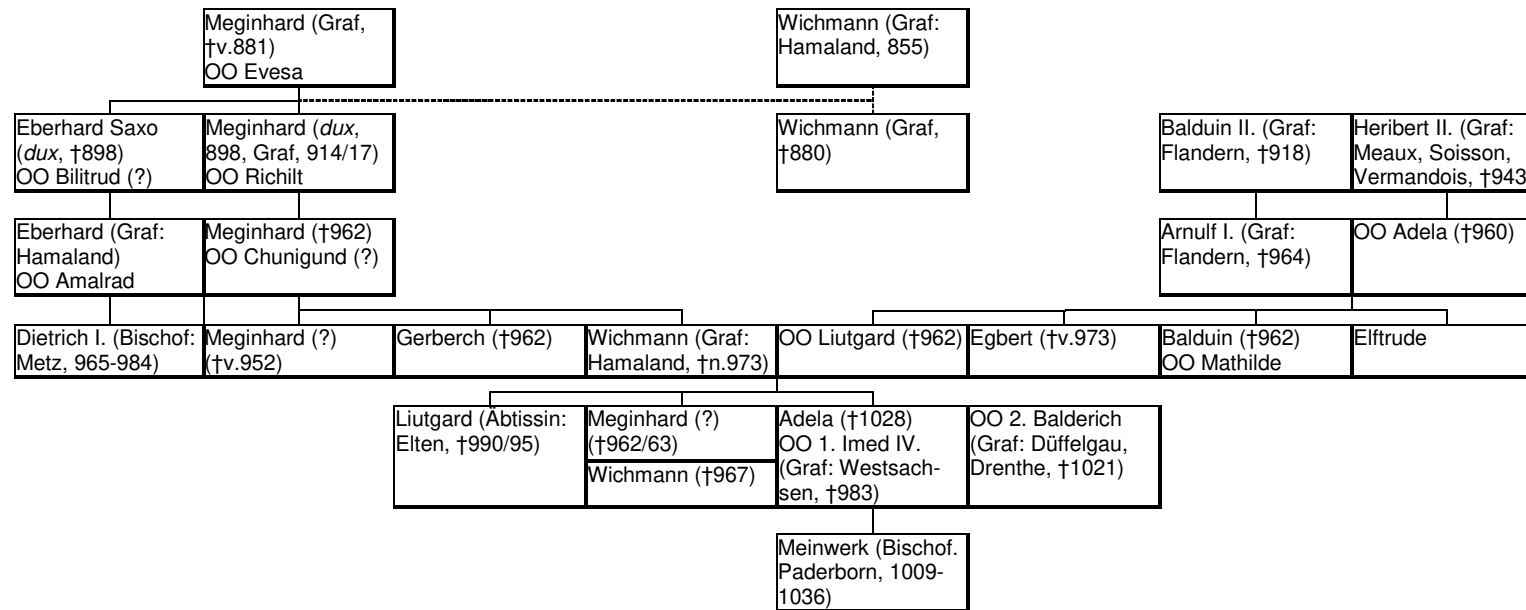 Meginhard (Graf,
†v.881)
OO Evesa
Wichmann (Graf:
Hamaland, 855)
Eberhard Saxo
(dux, †898)
OO Bilitrud (?)
Meginhard (dux,
898, Graf, 914/17)
OO Richilt
Wichmann (Graf,
†880)
Balduin II. (Graf:
Flandern, †918)
Heribert II. (Graf:
Meaux, Soisson,
Vermandois, †943
Eberhard (Graf:
Hamaland)
OO Amalrad
Meginhard (†962)
OO Chunigund (?)
Arnulf I. (Graf:
Flandern, †964)
OO Adela (†960)
Dietrich I. (Bischof:
Metz, 965-984)
Meginhard (?)
(†v.952)
Gerberch (†962)
Wichmann (Graf:
Hamaland, †n.973)
OO Liutgard (†962)
Egbert (†v.973)
Balduin (†962)
OO Mathilde
Elftrude
Liutgard (Äbtissin:
Elten, †990/95)
Meginhard (?)
(†962/63)
Wichmann (†967)
Adela (†1028)
OO 1. Imed IV.
(Graf: Westsach-
sen, †983)
OO 2. Balderich
(Graf: Düffelgau,
Drenthe, †1021)
Meinwerk (Bischof.
Paderborn, 1009-
1036)